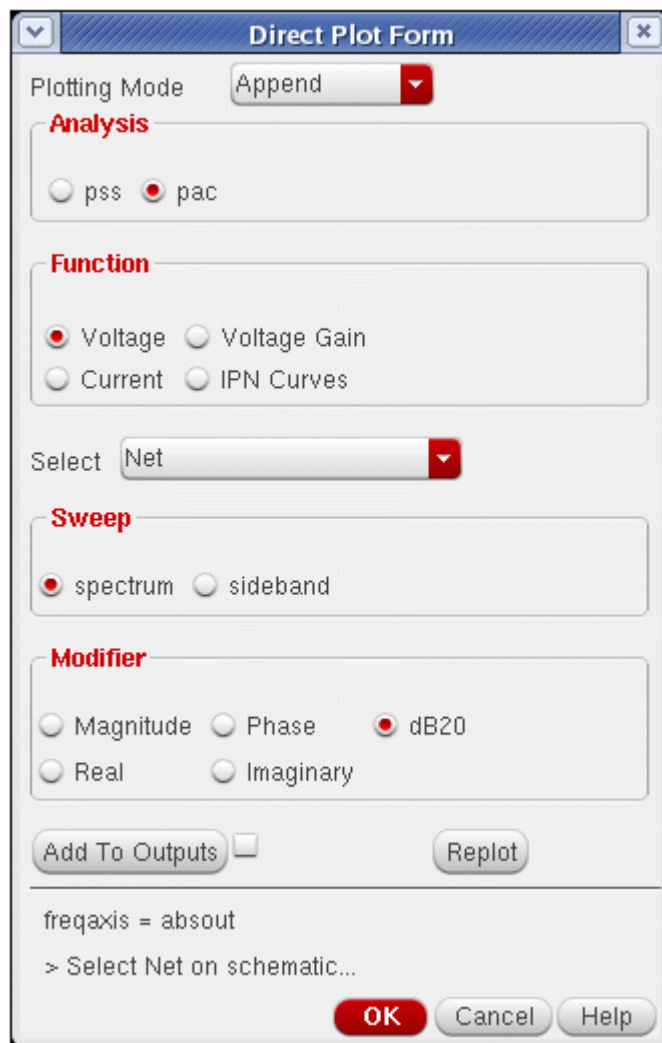 Direct Plot Form
Plotting Mode Append
Analysis
pss pac
Function
Voltage Voltage Gain
Current IPN Curves
Select Net
Sweep
spectrum sideband
Modifier
Magnitude Phase dB20
Real Imaginary
Add To Outputs Replot
freqaxis = absout
> Select Net on schematic...
OK Cancel Help